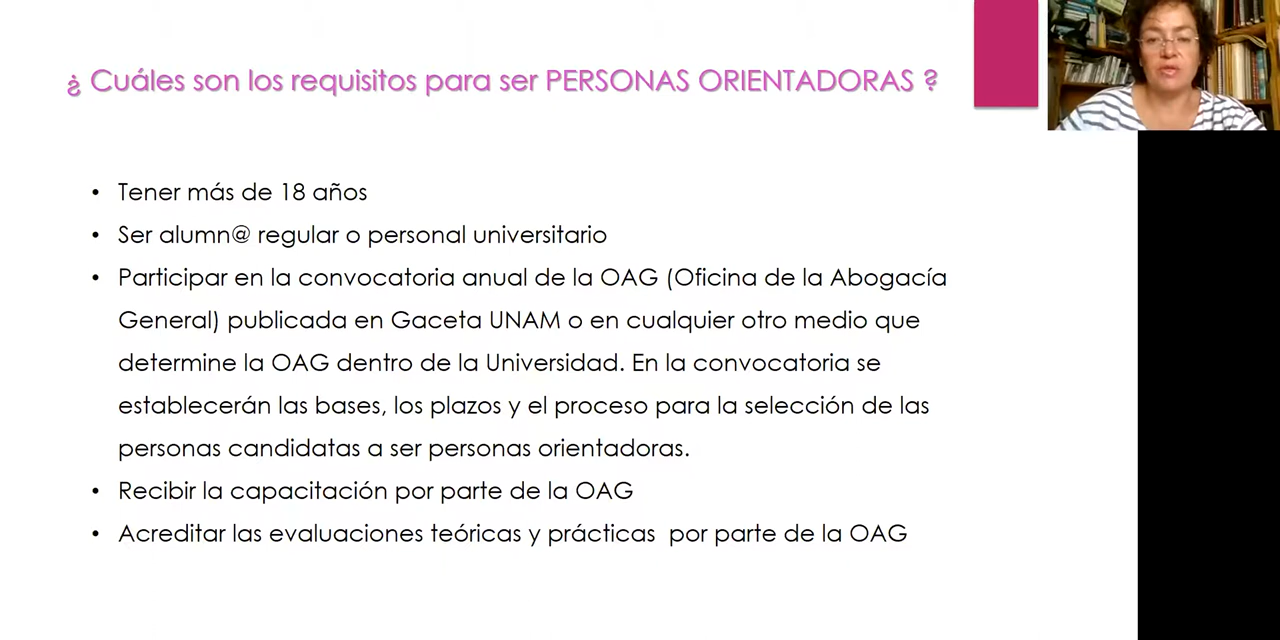 ¿ Cuáles son los requisitos para ser PERSONAS ORIENTADORAS ?
• Tener más de 18 años
• Ser alumn@ regular o personal universitario
• Participar en la convocatoria anual de la OAG (Oficina de la Abogacía
General) publicada en Gaceta UNAM o en cualquier otro medio que
determine la OAG dentro de la Universidad. En la convocatoria se
establecerán las bases, los plazos y el proceso para la selección de las
personas candidatas a ser personas orientadoras.
• Recibir la capacitación por parte de la OAG
• Acreditar las evaluaciones teóricas y prácticas  por parte de la OAG